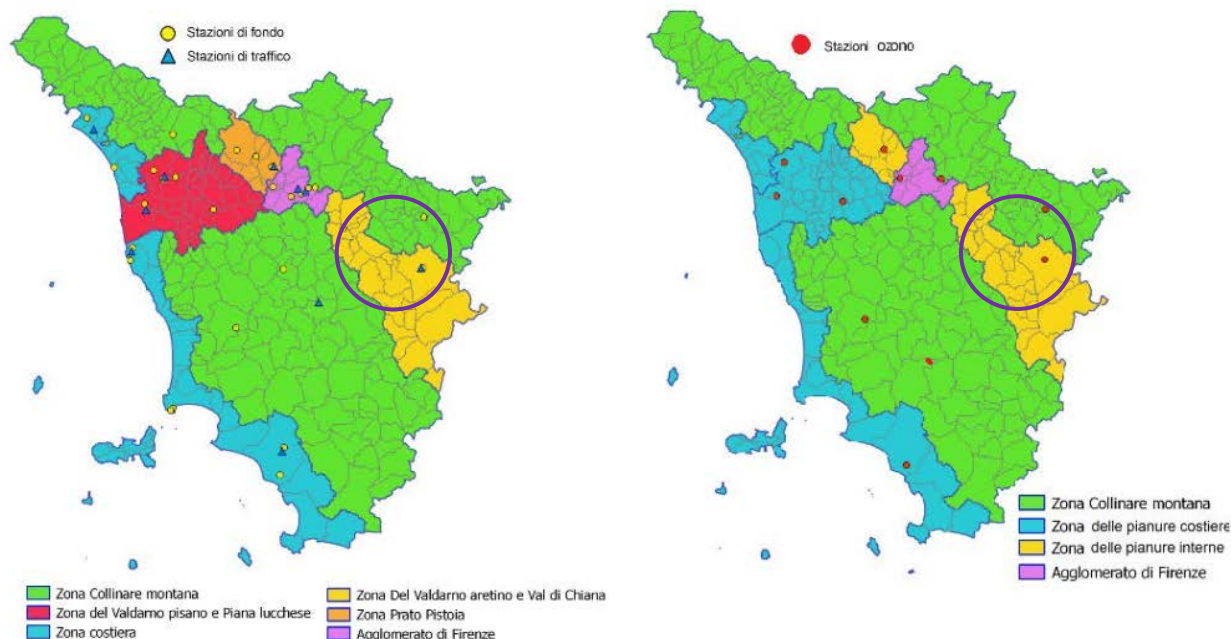 Stazioni di fondo
Stazioni di traffico
Zona Collinare montana
Zona del Valdarno pisano e Piana lucchese
Zona costiera
Zona Del Valdarno aretino e Val di Chiana
Zona Prato Pistoia
Agglomerato di Firenze
Stazioni ozono
Zona Collinare montana
Zona delle pianure costiere
Zona delle pianure interne
Agglomerato di Firenze